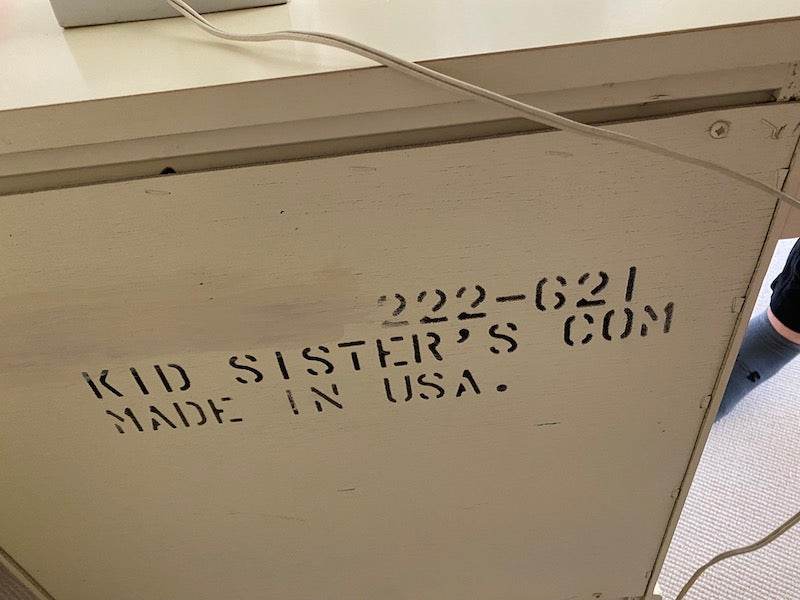 222-621
KID SISTER'S COM
MADE IN USA.